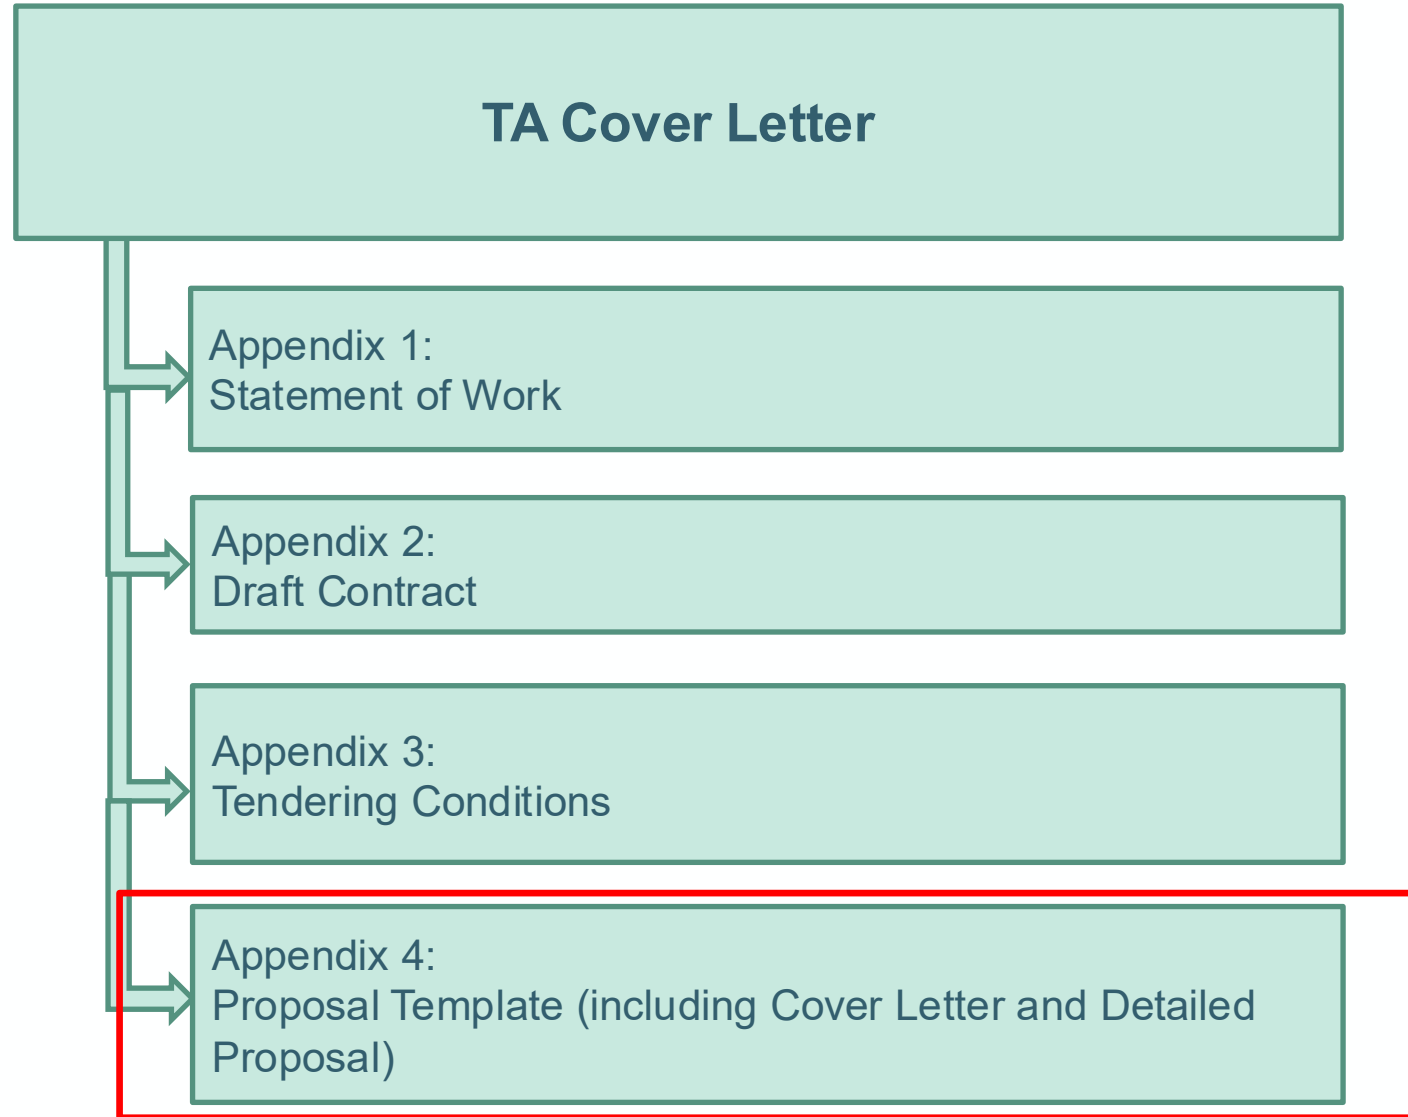 TA Cover Letter
Appendix 1:
Statement of Work
Appendix 2:
Draft Contract
Appendix 3:
Tendering Conditions
Appendix 4:
Proposal Template (including Cover Letter and Detailed
Proposal)